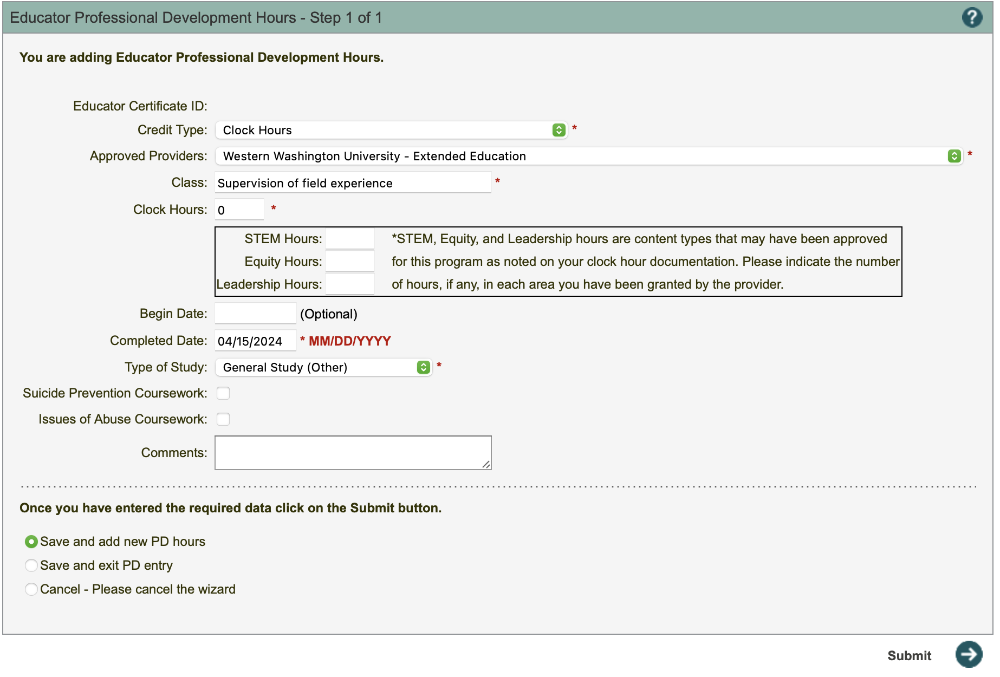 Educator Professional Development Hours - Step 1 of 1
?
You are adding Educator Professional Development Hours.
Educator Certificate ID:
Credit Type: Clock Hours *
Approved Providers: Western Washington University - Extended Education *
Class: Supervision of field experience *
Clock Hours: 0 *
STEM Hours: *STEM, Equity, and Leadership hours are content types that may have been approved
Equity Hours: for this program as noted on your clock hour documentation. Please indicate the number
Leadership Hours: of hours, if any, in each area you have been granted by the provider.
Begin Date: (Optional)
Completed Date: 04/15/2024 * MM/DD/YYYY
Type of Study: General Study (Other) *
Suicide Prevention Coursework:
Issues of Abuse Coursework:
Comments:
Once you have entered the required data click on the Submit button.
Save and add new PD hours
Save and exit PD entry
Cancel - Please cancel the wizard
Submit